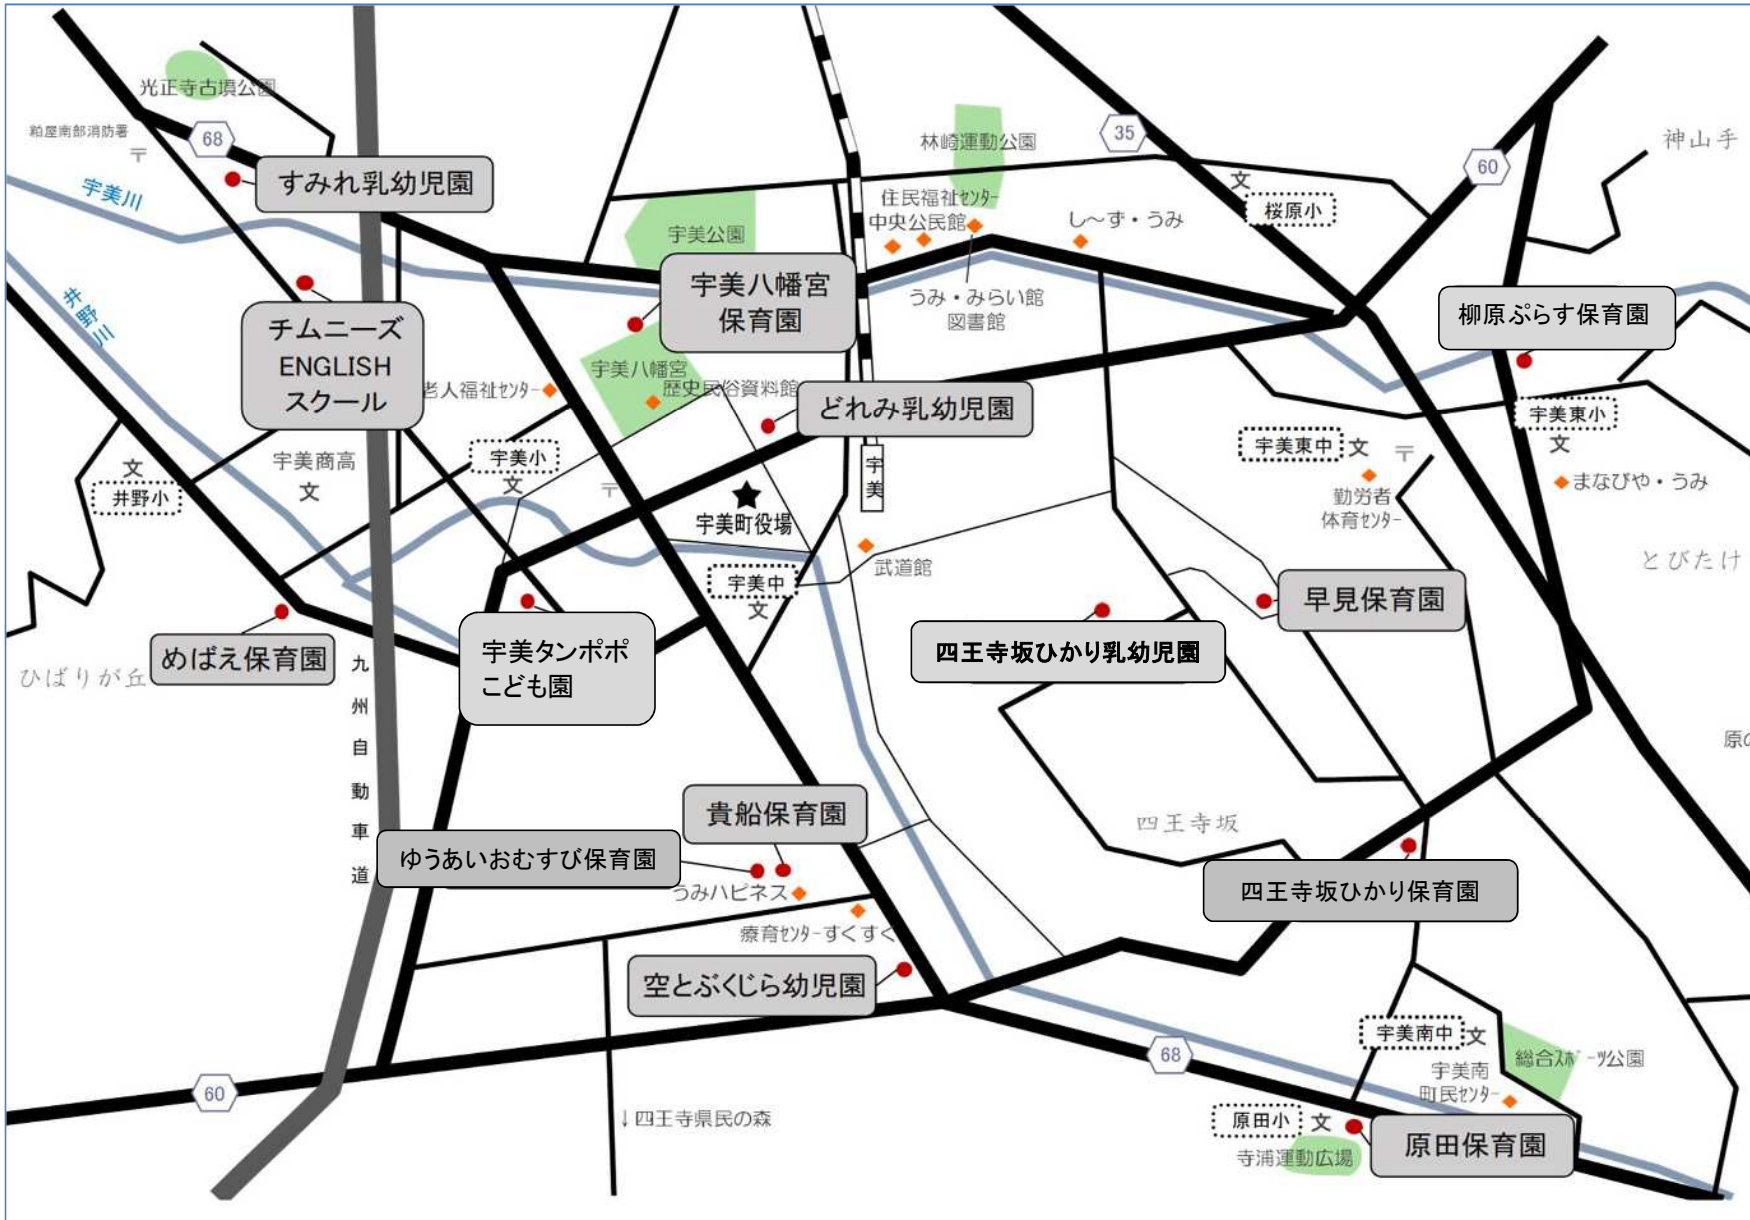 光正寺古墳公園
粕屋南部消防署
〒
68
宇美川
すみれ乳幼児園
35
林崎運動公園
神山手
60
文
桜原小
住民福祉センター
中央公民館
し～ず・うみ
宇美公園
宇美八幡宮
保育園
うみ・みらい館
図書館
井野川
チムニーズ
ENGLISH
スクール
柳原ぷらす保育園
老人福祉センター
宇美八幡宮
歴史民俗資料館
どれみ乳幼児園
宇美東小
文
宇美東中
文
〒
宇美
宇美商高
文
宇美小
文
〒
文
井野小
宇美町役場
勤労者
体育センター
まなびや・うみ
武道館
宇美中
文
とびたけ
早見保育園
めばえ保育園
宇美タンポポ
こども園
四王寺坂ひかり乳幼児園
ひばりが丘
九州自動車道
原の
貴船保育園
四王寺坂
ゆうあいおむすび保育園
うみハピネス
四王寺坂ひかり保育園
療育センターすくすく
空とぶくじら幼児園
宇美南中
文
68
総合スポーツ公園
宇美南
町民センター
60
↓四王寺県民の森
原田小
文
原田保育園
寺浦運動広場